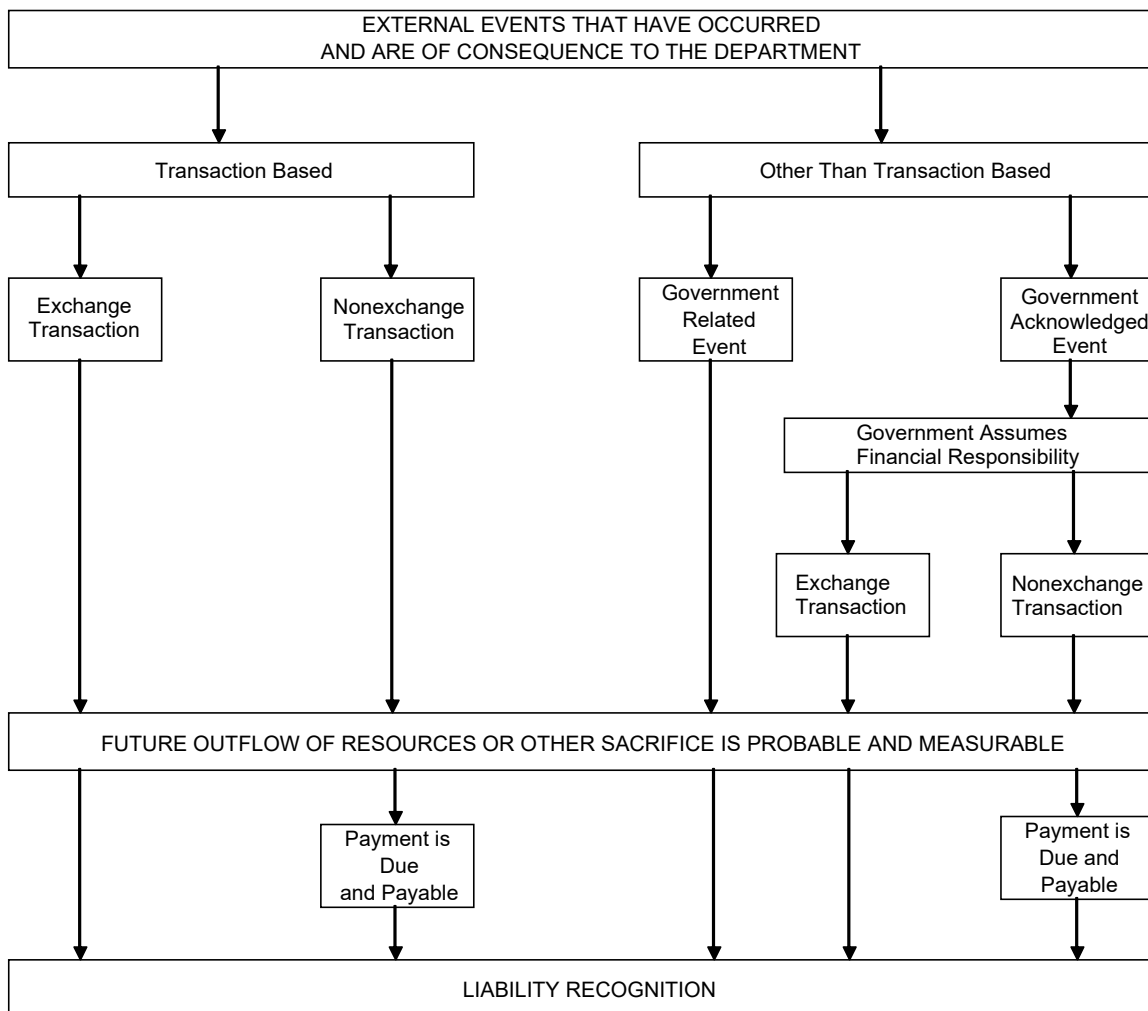 EXTERNAL EVENTS THAT HAVE OCCURRED
AND ARE OF CONSEQUENCE TO THE DEPARTMENT
Transaction Based
Other Than Transaction Based
Exchange
Transaction
Nonexchange
Transaction
Government
Related
Event
Government
Acknowledged
Event
Government Assumes
Financial Responsibility
Exchange
Transaction
Nonexchange
Transaction
FUTURE OUTFLOW OF RESOURCES OR OTHER SACRIFICE IS PROBABLE AND MEASURABLE
Payment is
Due
and Payable
Payment is
Due and
Payable
LIABILITY RECOGNITION